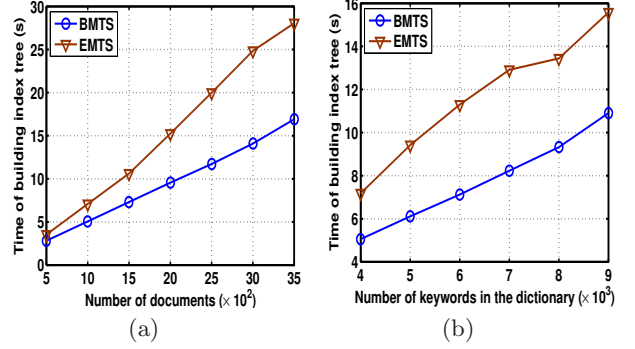 30
25
20
15
10
5
0
BMTS
EMTS
Time of building index tree (s)
5 10 15 20 25 30 35
Number of documents (× 10²)
(a)
16
14
12
10
8
6
4
BMTS
EMTS
Time of building index tree (s)
4 5 6 7 8 9
Number of keywords in the dictionary (× 10³)
(b)